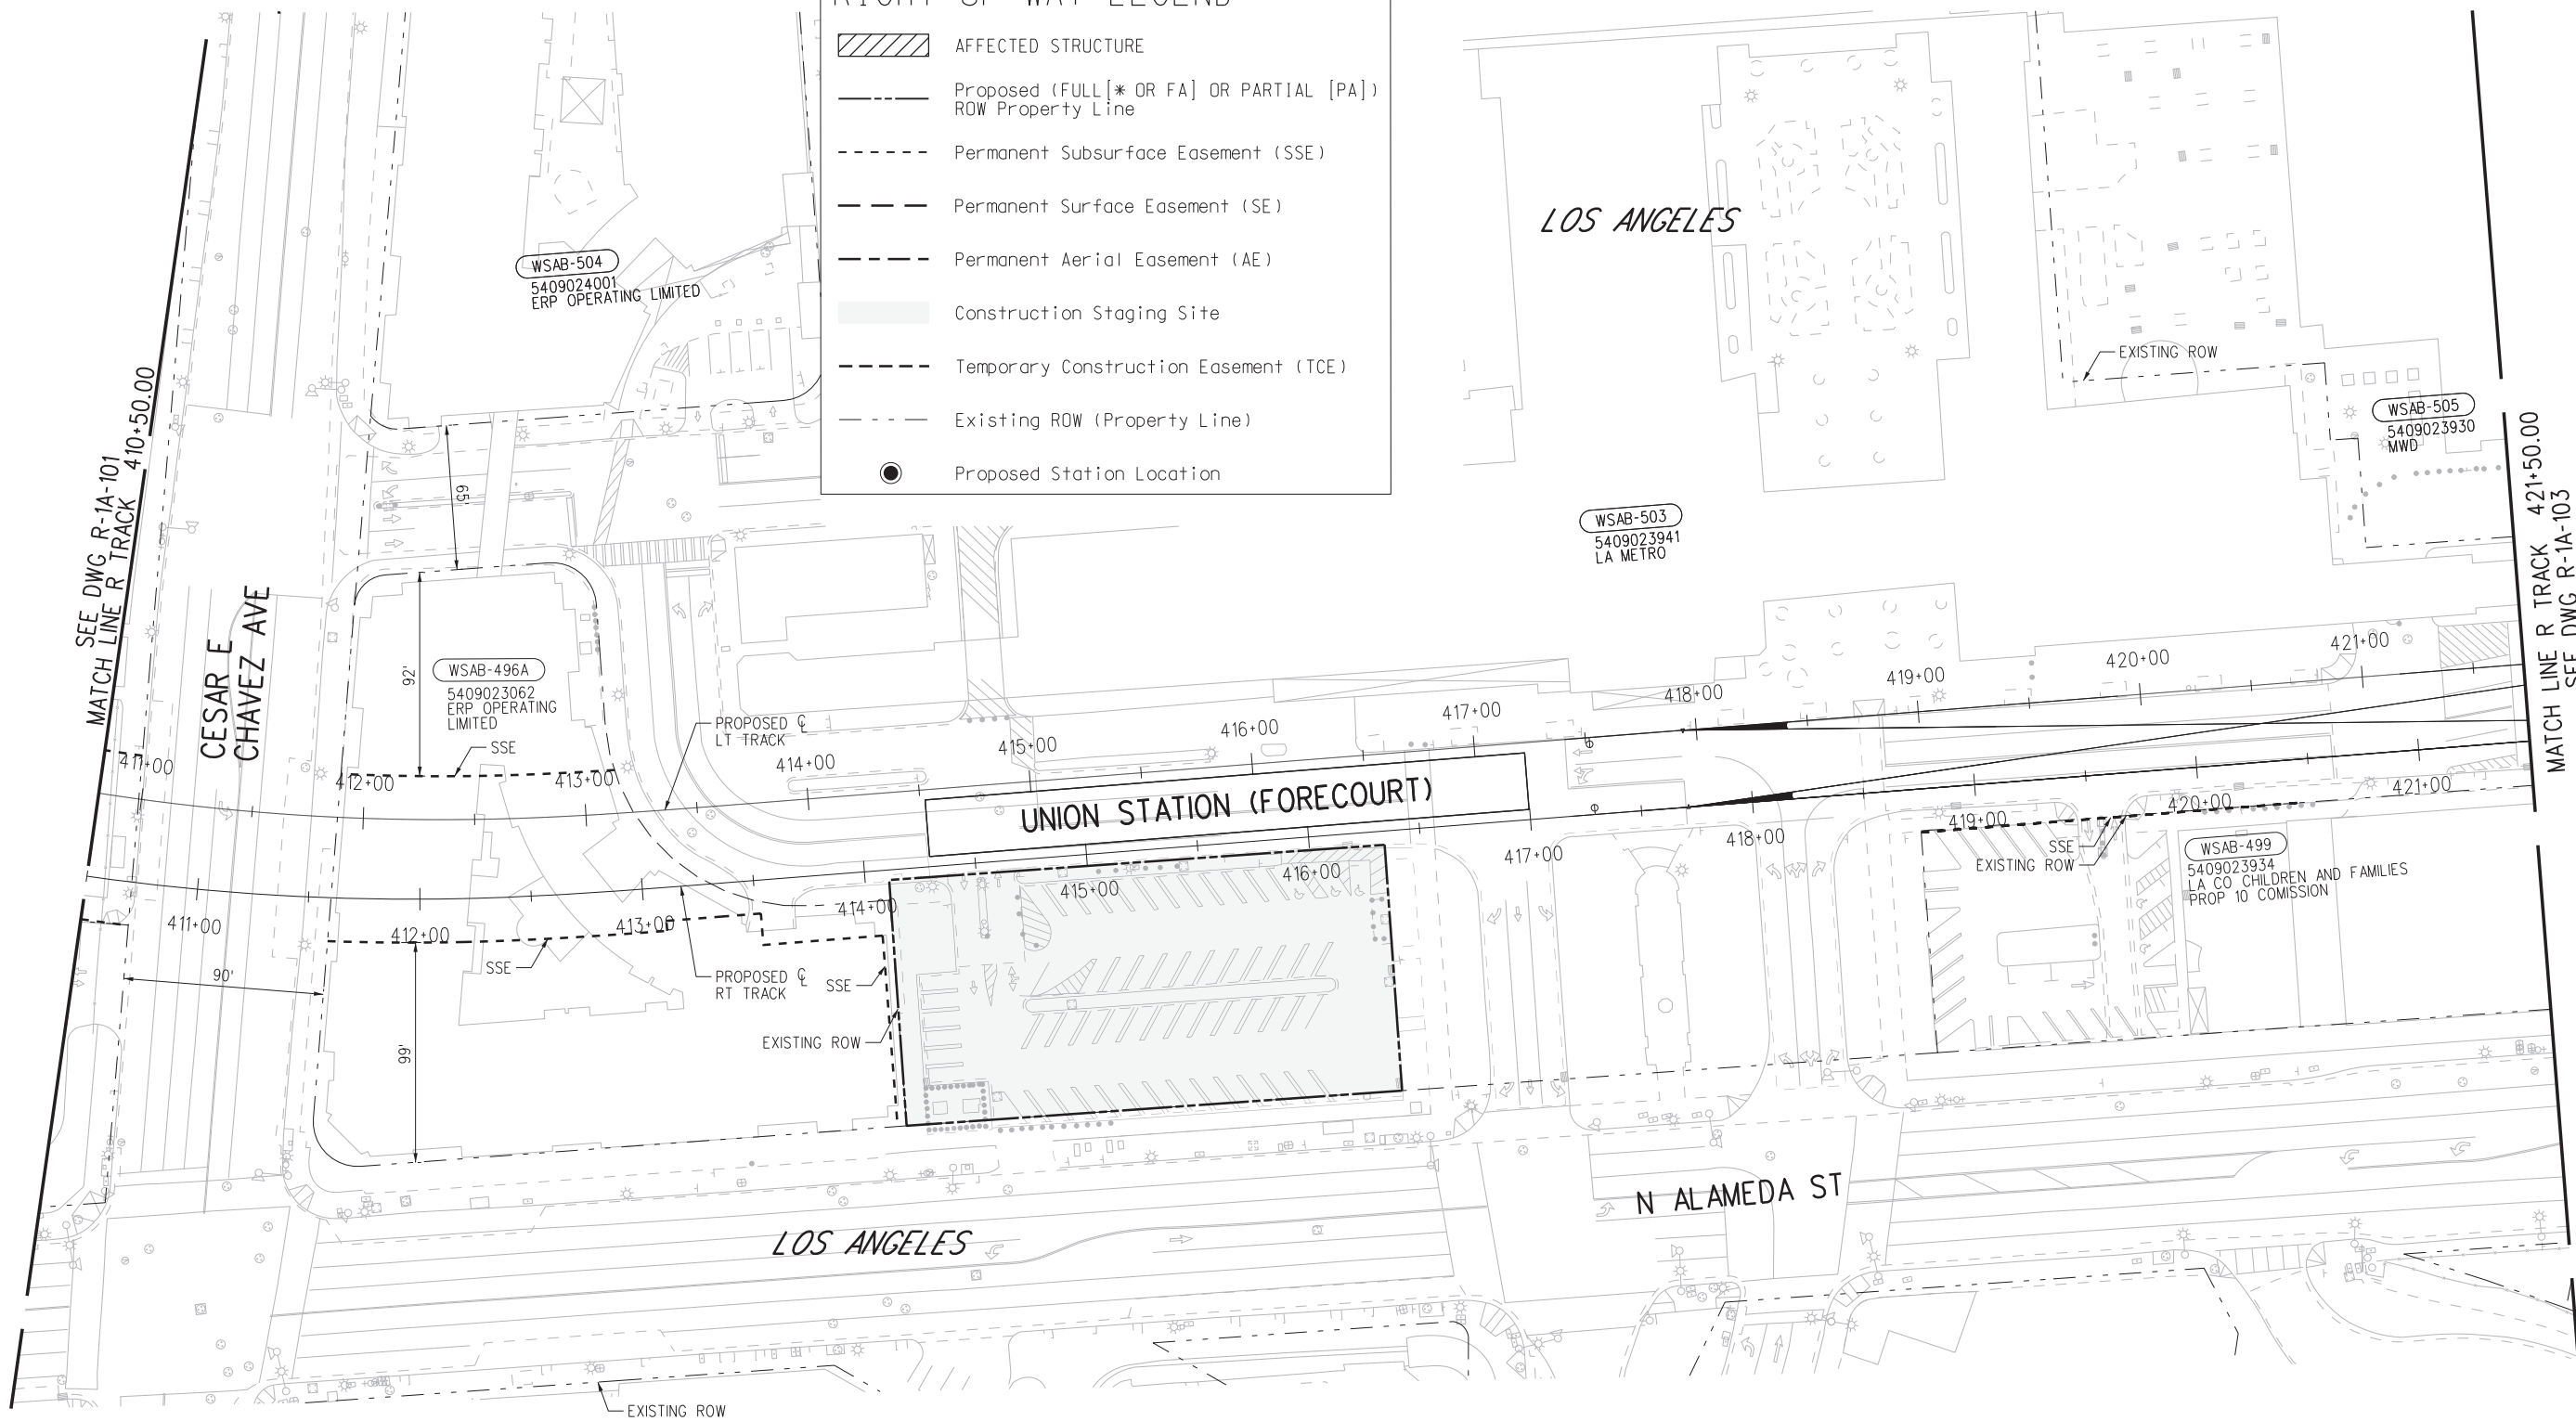 RIGHT OF WAY LEGEND
AFFECTED STRUCTURE
Proposed (FULL[* OR FA] OR PARTIAL [PA])
ROW Property Line
Permanent Subsurface Easement (SSE)
Permanent Surface Easement (SE)
Permanent Aerial Easement (AE)
Construction Staging Site
Temporary Construction Easement (TCE)
Existing ROW (Property Line)
Proposed Station Location
SEE DWG R-1A-101
MATCH LINE R TRACK 410+50.00
CESAR E
CHAVEZ AVE
WSAB-504
5409024001
ERP OPERATING LIMITED
65'
92'
WSAB-496A
5409023062
ERP OPERATING
LIMITED
SSE
PROPOSED ℄
LT TRACK
LOS ANGELES
WSAB-503
5409023941
LA METRO
EXISTING ROW
WSAB-505
5409023930
MWD
MATCH LINE R TRACK 421+50.00
SEE DWG R-1A-103
411+00
412+00
413+00
414+00
415+00
416+00
417+00
418+00
419+00
420+00
421+00
UNION STATION (FORECOURT)
411+00
412+00
413+00
414+00
415+00
416+00
417+00
418+00
419+00
420+00
421+00
90'
99'
SSE
PROPOSED ℄
RT TRACK
SSE
EXISTING ROW
SSE
EXISTING ROW
WSAB-499
5409023934
LA CO CHILDREN AND FAMILIES
PROP 10 COMISSION
N ALAMEDA ST
LOS ANGELES
EXISTING ROW